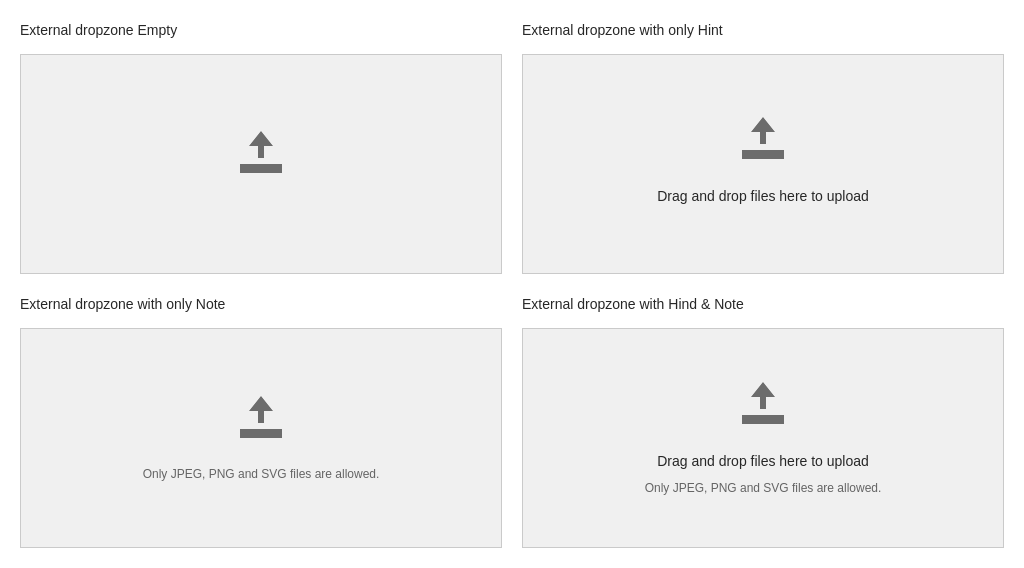 External dropzone Empty
External dropzone with only Hint
Drag and drop files here to upload
External dropzone with only Note
External dropzone with Hind & Note
Only JPEG, PNG and SVG files are allowed.
Drag and drop files here to upload
Only JPEG, PNG and SVG files are allowed.